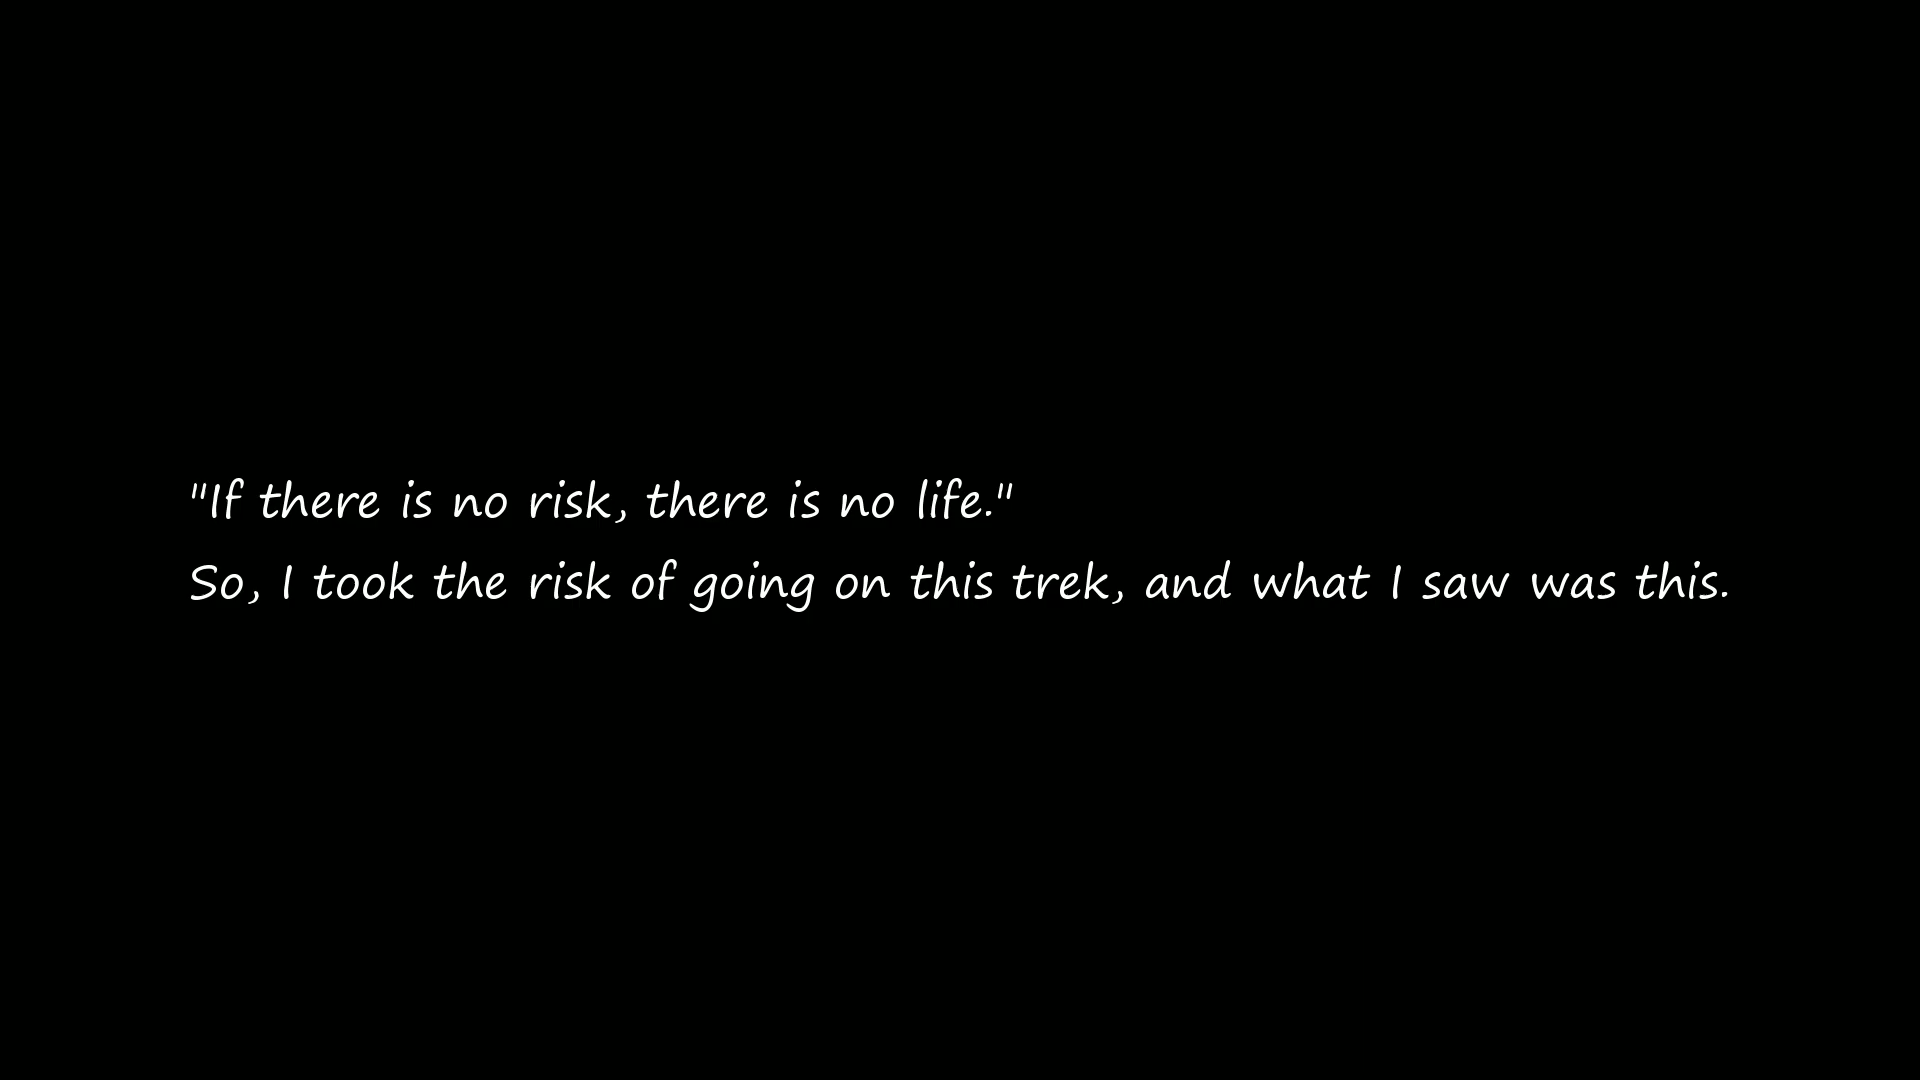 "If there is no risk, there is no life."
So, I took the risk of going on this trek, and what I saw was this.